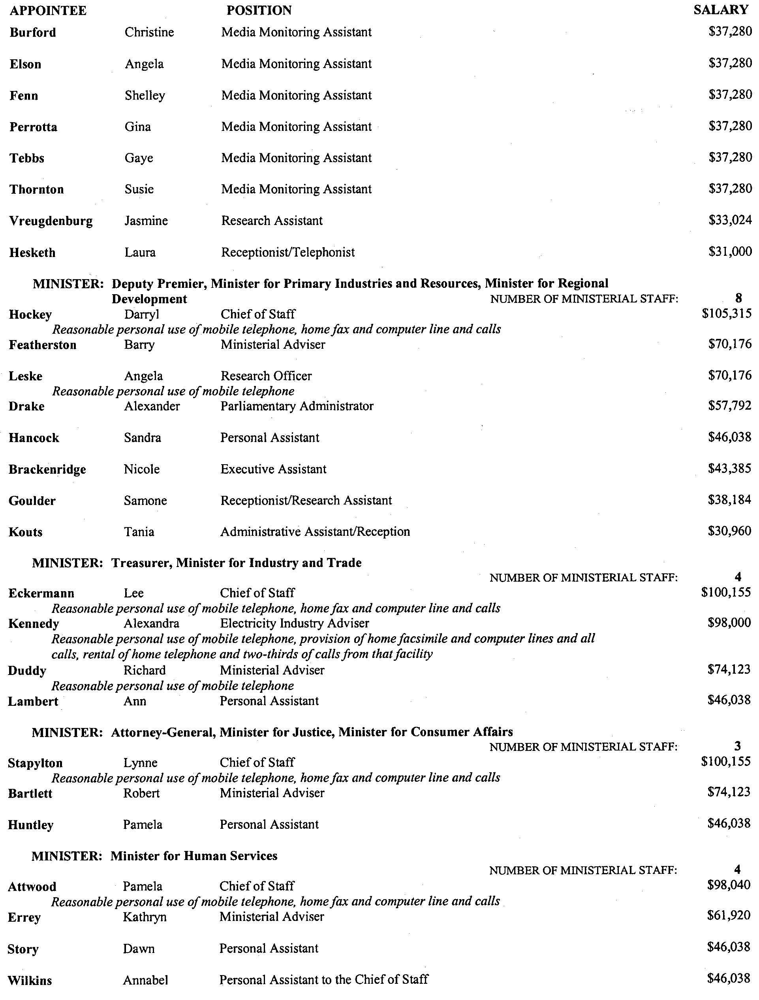 APPOINTEE POSITION SALARY
Burford Christine Media Monitoring Assistant $37,280
Elson Angela Media Monitoring Assistant $37,280
Fenn Shelley Media Monitoring Assistant $37,280
Perrotta Gina Media Monitoring Assistant $37,280
Tebbs Gaye Media Monitoring Assistant $37,280
Thornton Susie Media Monitoring Assistant $37,280
Vreugdenburg Jasmine Research Assistant $33,024
Hesketh Laura Receptionist/Telephonist $31,000
MINISTER: Deputy Premier, Minister for Primary Industries and Resources, Minister for Regional
Development NUMBER OF MINISTERIAL STAFF: 8
Hockey Darryl Chief of Staff $105,315
Reasonable personal use of mobile telephone, home fax and computer line and calls
Featherston Barry Ministerial Adviser $70,176
Leske Angela Research Officer $70,176
Reasonable personal use of mobile telephone
Drake Alexander Parliamentary Administrator $57,792
Hancock Sandra Personal Assistant $46,038
Brackenridge Nicole Executive Assistant $43,385
Goulder Samone Receptionist/Research Assistant $38,184
Kouts Tania Administrative Assistant/Reception $30,960
MINISTER: Treasurer, Minister for Industry and Trade
NUMBER OF MINISTERIAL STAFF: 4
Eckermann Lee Chief of Staff $100,155
Reasonable personal use of mobile telephone, home fax and computer line and calls
Kennedy Alexandra Electricity Industry Adviser $98,000
Reasonable personal use of mobile telephone, provision of home facsimile and computer lines and all
calls, rental of home telephone and two-thirds of calls from that facility
Duddy Richard Ministerial Adviser $74,123
Reasonable personal use of mobile telephone
Lambert Ann Personal Assistant $46,038
MINISTER: Attorney-General, Minister for Justice, Minister for Consumer Affairs
NUMBER OF MINISTERIAL STAFF: 3
Stapylton Lynne Chief of Staff $100,155
Reasonable personal use of mobile telephone, home fax and computer line and calls
Bartlett Robert Ministerial Adviser $74,123
Huntley Pamela Personal Assistant $46,038
MINISTER: Minister for Human Services
NUMBER OF MINISTERIAL STAFF: 4
Attwood Pamela Chief of Staff $98,040
Reasonable personal use of mobile telephone, home fax and computer line and calls
Errey Kathryn Ministerial Adviser $61,920
Story Dawn Personal Assistant $46,038
Wilkins Annabel Personal Assistant to the Chief of Staff $46,038